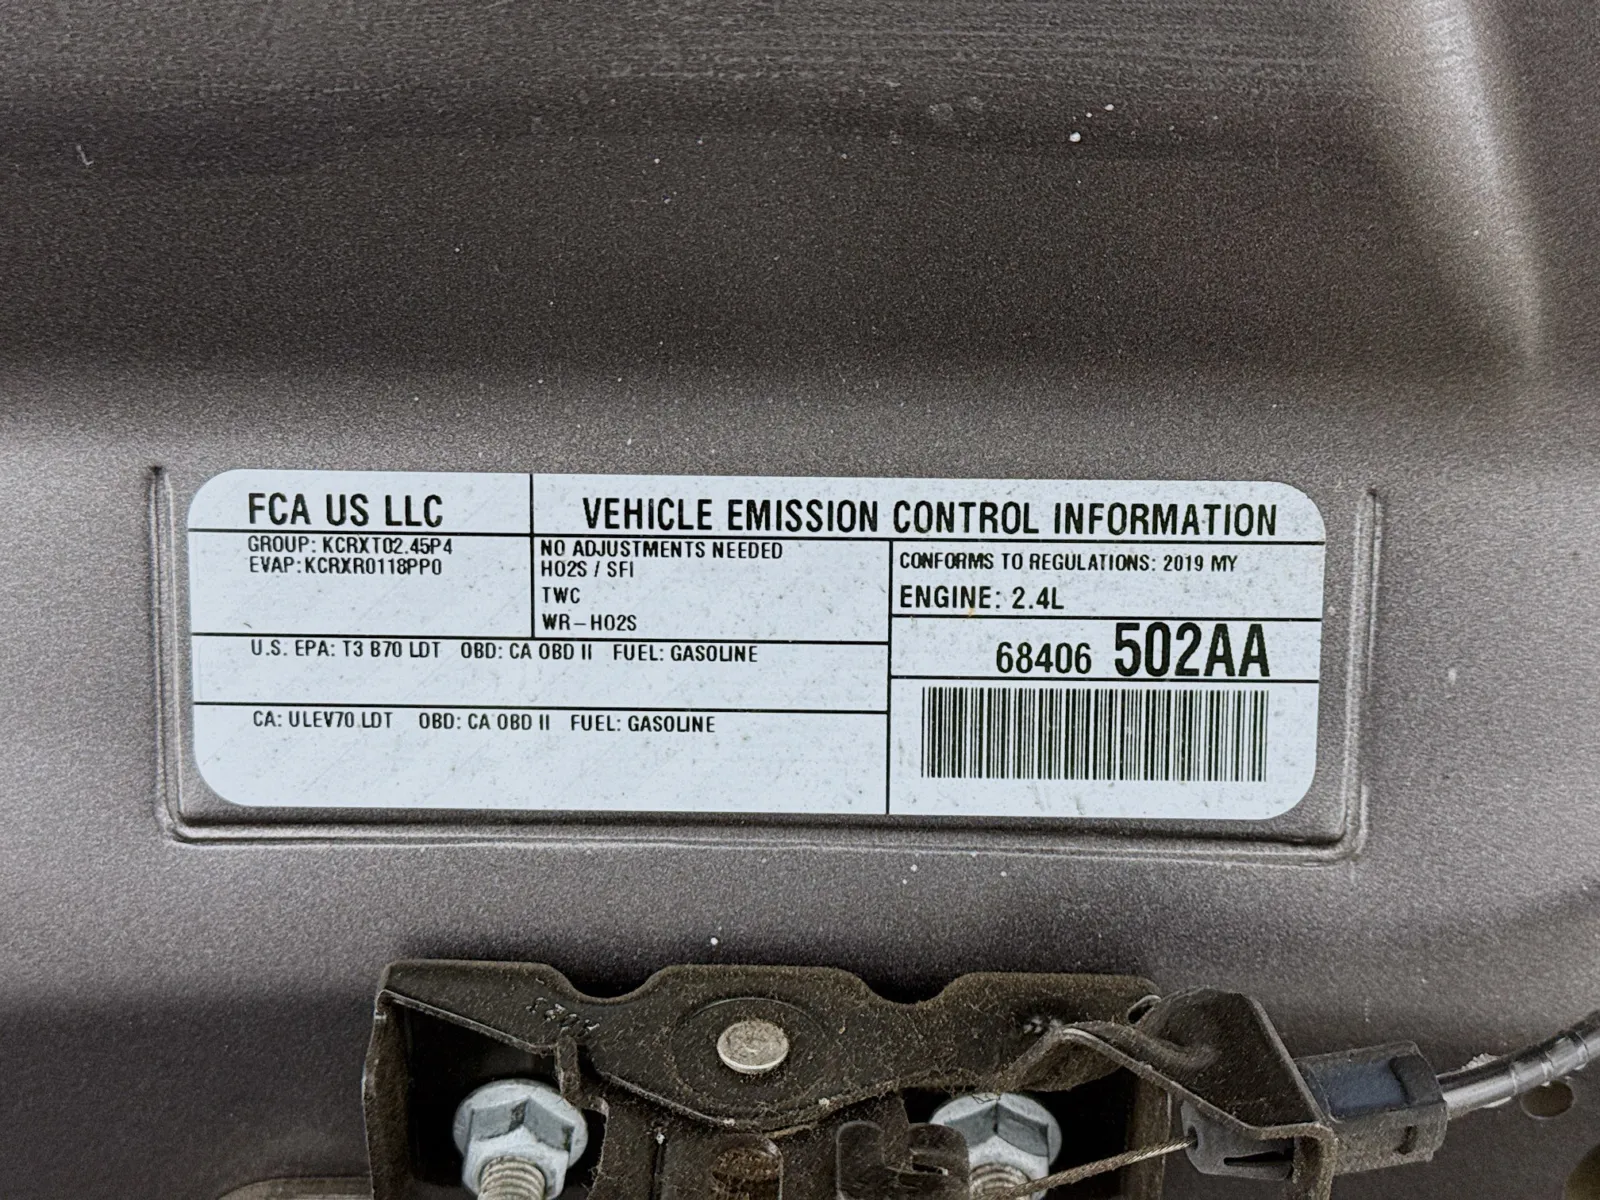 FCA US LLC
VEHICLE EMISSION CONTROL INFORMATION
GROUP: KCRXT02.45P4
EVAP: KCRXR0118PP0
NO ADJUSTMENTS NEEDED
HO2S / SFI
TWC
WR-HO2S
CONFORMS TO REGULATIONS: 2019 MY
ENGINE: 2.4L
68406 502AA
U.S. EPA: T3 B70 LDT OBD: CA OBD II FUEL: GASOLINE
CA: ULEV70 LDT OBD: CA OBD II FUEL: GASOLINE